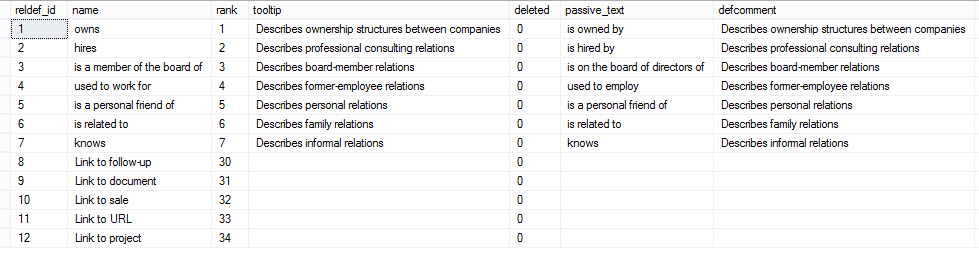 reldef_id name rank tooltip deleted passive_text defcomment
1 owns 1 Describes ownership structures between companies 0 is owned by Describes ownership structures between companies
2 hires 2 Describes professional consulting relations 0 is hired by Describes professional consulting relations
3 is a member of the board of 3 Describes board-member relations 0 is on the board of directors of Describes board-member relations
4 used to work for 4 Describes former-employee relations 0 used to employ Describes former-employee relations
5 is a personal friend of 5 Describes personal relations 0 is a personal friend of Describes personal relations
6 is related to 6 Describes family relations 0 is related to Describes family relations
7 knows 7 Describes informal relations 0 knows Describes informal relations
8 Link to follow-up 30 0
9 Link to document 31 0
10 Link to sale 32 0
11 Link to URL 33 0
12 Link to project 34 0